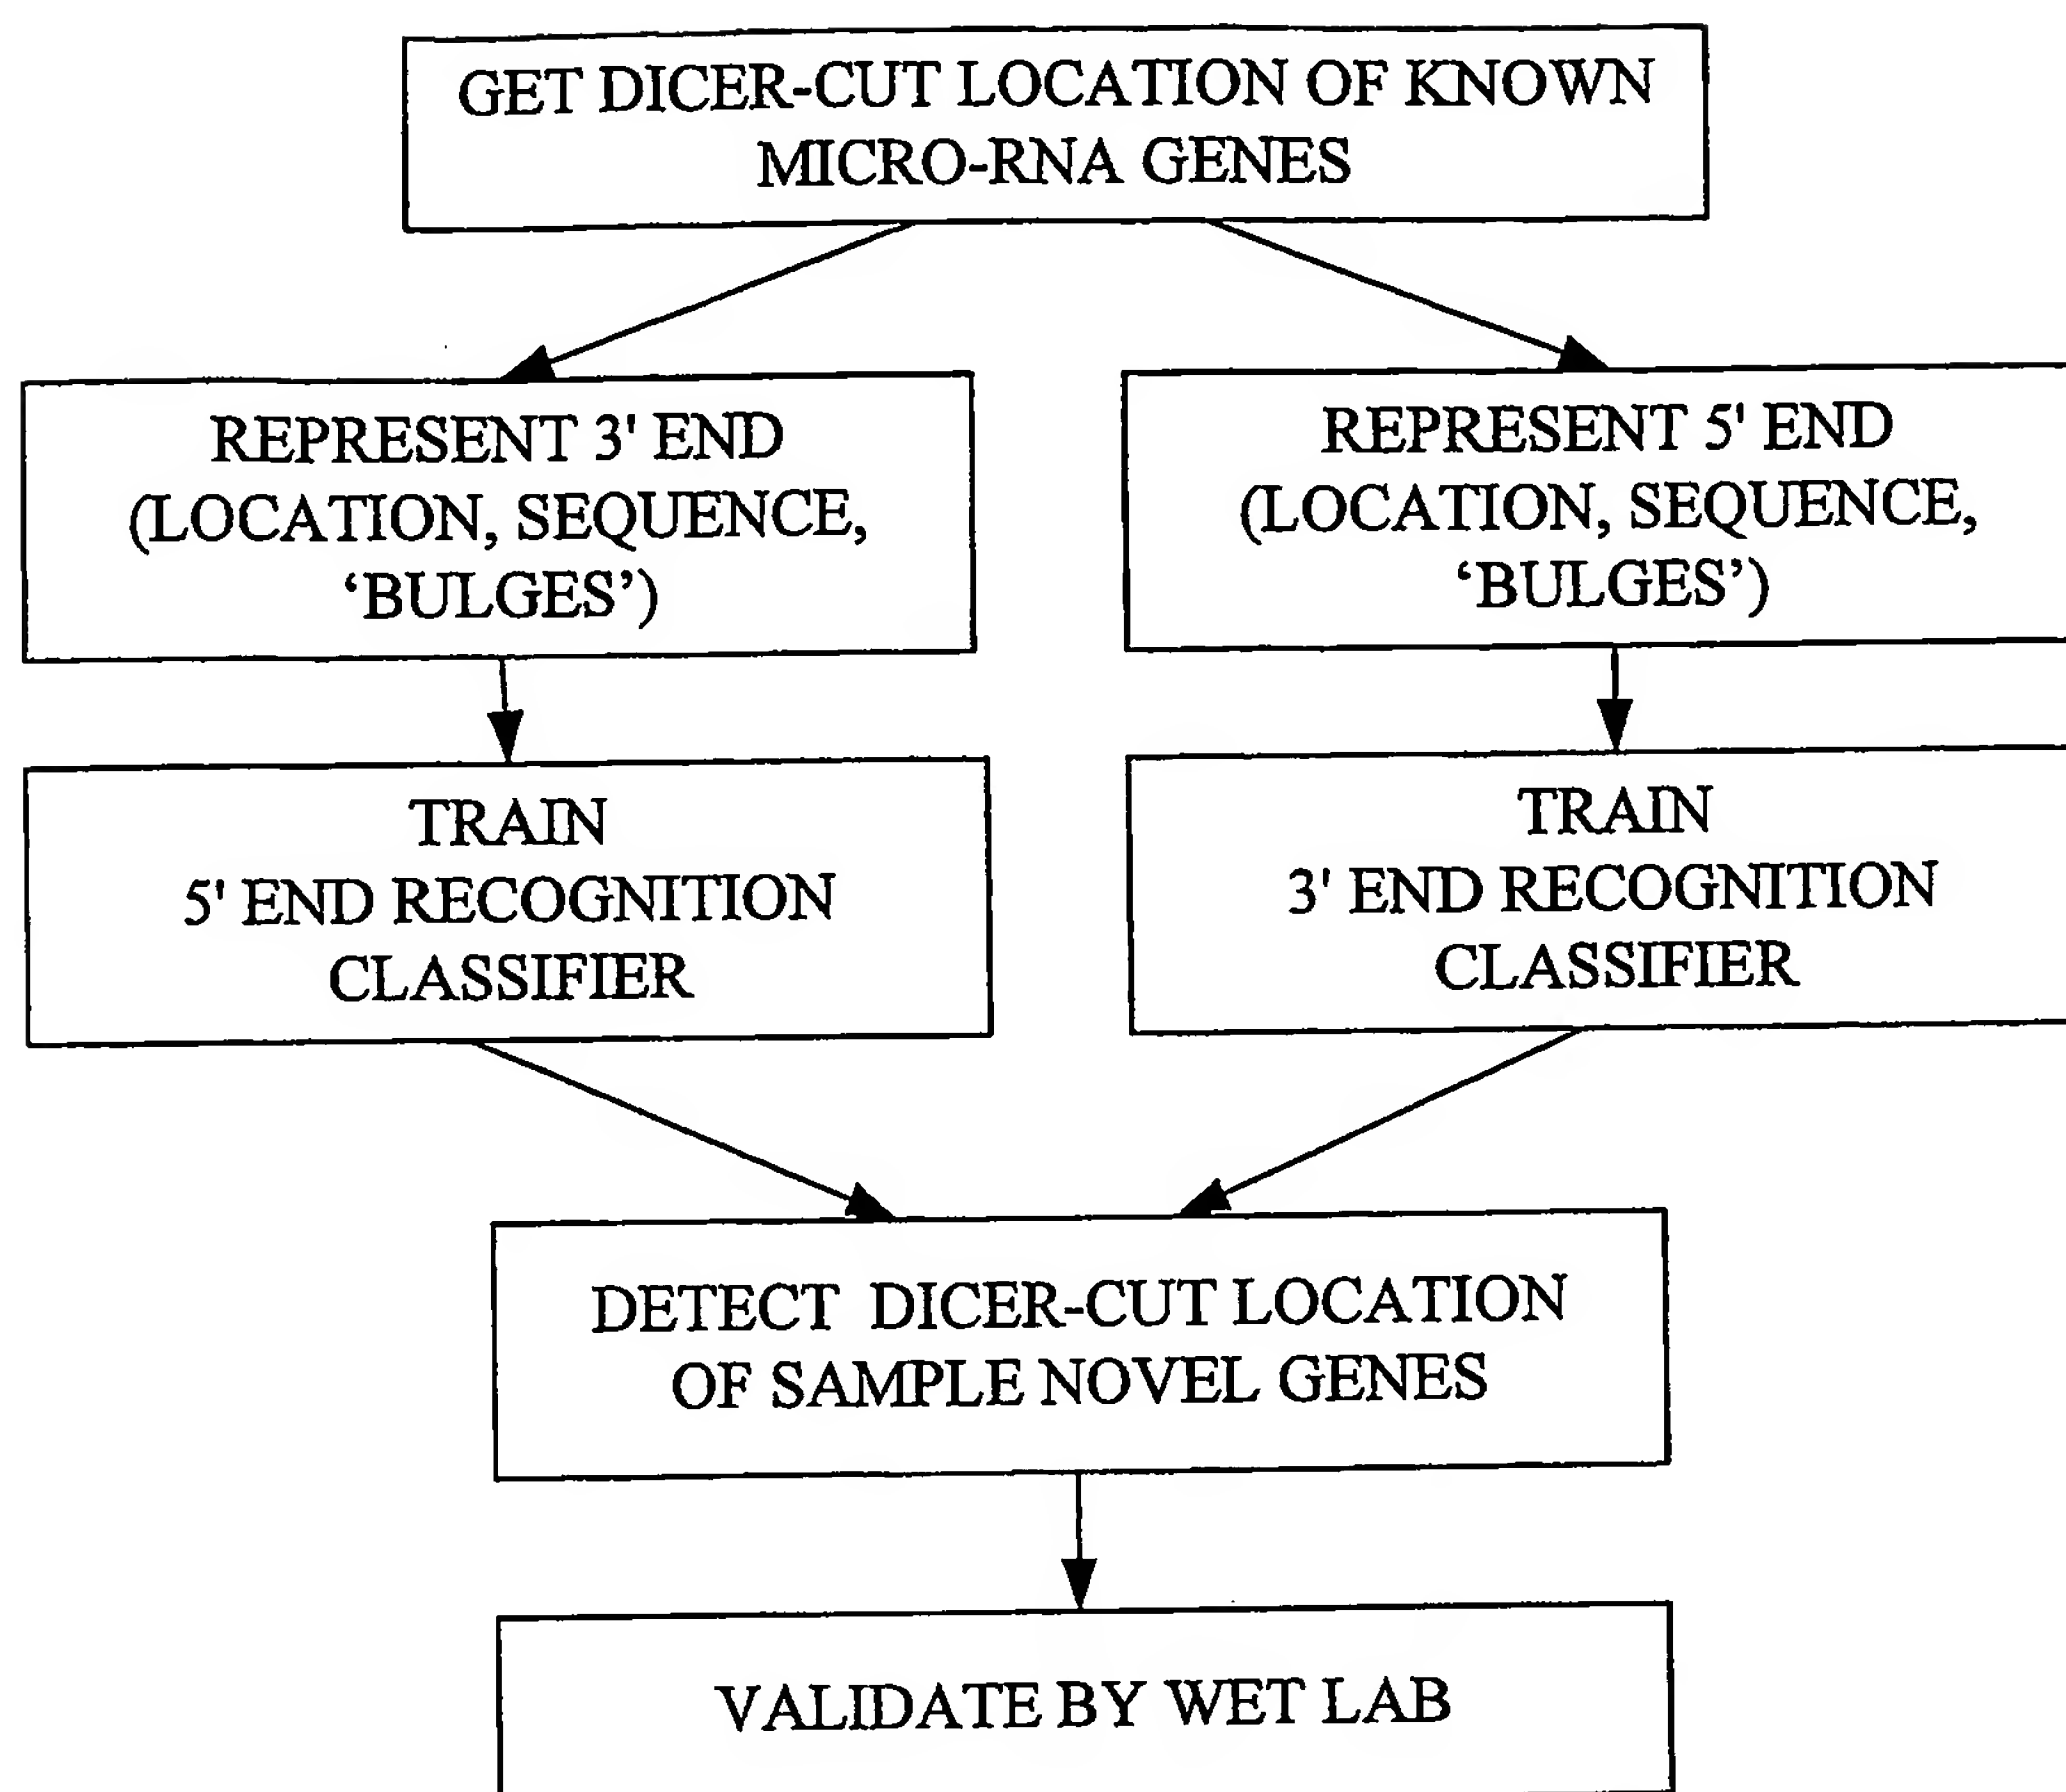 GET DICER-CUT LOCATION OF KNOWN
MICRO-RNA GENES
REPRESENT 3' END
(LOCATION, SEQUENCE,
‘BULGES’)
REPRESENT 5' END
(LOCATION, SEQUENCE,
‘BULGES’)
TRAIN
5' END RECOGNITION
CLASSIFIER
TRAIN
3' END RECOGNITION
CLASSIFIER
DETECT DICER-CUT LOCATION
OF SAMPLE NOVEL GENES
VALIDATE BY WET LAB